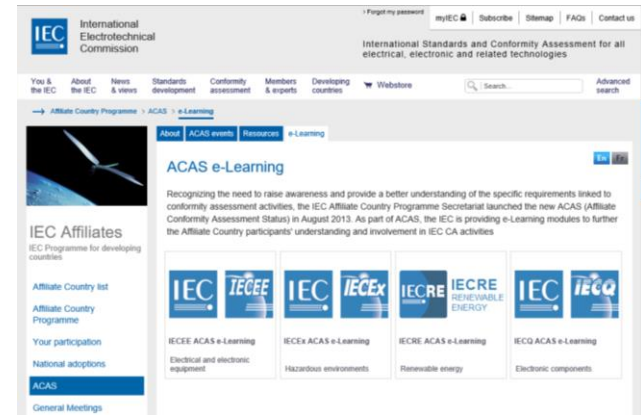 › Forgot my password
myIEC
Subscribe
Sitemap
FAQs
Contact us
IEC
International
Electrotechnical
Commission
International Standards and Conformity Assessment for all
electrical, electronic and related technologies
You &
the IEC
About
the IEC
News
& views
Standards
development
Conformity
assessment
Members
& experts
Developing
countries
Webstore
Search..
Advanced
search
→ Affiliate Country Programme > ACAS > e-Learning
About
ACAS events
Resources
e-Learning
En
Fr
ACAS e-Learning
Recognizing the need to raise awareness and provide a better understanding of the specific requirements linked to
conformity assessment activities, the IEC Affiliate Country Programme Secretariat launched the new ACAS (Affiliate
Conformity Assessment Status) in August 2013. As part of ACAS, the IEC is providing e-Learning modules to further
the Affiliate Country participants' understanding and involvement in IEC CA activities
IEC Affiliates
IEC Programme for developing
countries
Affiliate Country list
Affiliate Country
Programme
Your participation
National adoptions
ACAS
General Meetings
IEC
IECEE
IECEE ACAS e-Learning
Electrical and electronic
equipment
IEC
IECEx
IECEx ACAS e-Learning
Hazardous environments
IECRE
IECRE
RENEWABLE
ENERGY
IECRE ACAS e-Learning
Renewable energy
IEC
IECQ
IECQ ACAS e-Learning
Electronic components